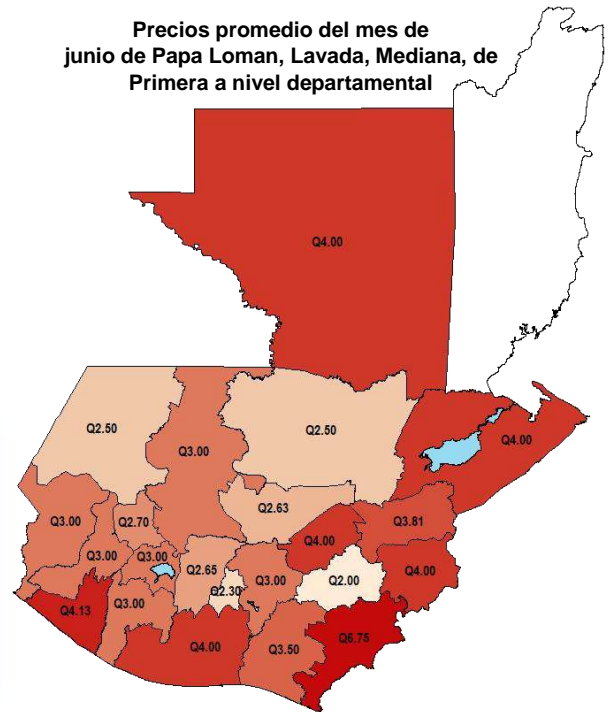 Precios promedio del mes de
junio de Papa Loman, Lavada, Mediana, de
Primera a nivel departamental
Q4.00
Q2.50
Q3.00
Q2.50
Q4.00
Q2.63
Q3.00
Q2.70
Q3.81
Q4.00
Q3.00
Q3.00
Q2.65
Q3.00
Q4.00
Q2.30
Q2.00
Q4.13
Q3.00
Q4.00
Q3.50
Q6.75